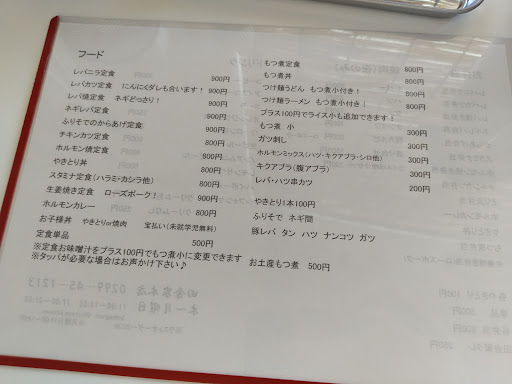 フード
レバニラ定食 900円
レバカツ定食 にんにくダレも合います! 900円
レバ焼定食 ネギどっさり! 900円
ネギレバ定食 900円
ふりそでのからあげ定食 900円
チキンカツ定食 800円
ホルモン焼定食 900円
やきとり丼 800円
スタミナ定食(ハラミ・カシラ他) 800円
生姜焼き定食 ローズポーク! 900円
ホルモンカレー 800円
お子様丼 やきとりor焼肉 宝払い(未就学児無料)
定食単品 500円
※定食お味噌汁をプラス100円でもつ煮小に変更できます
※タッパが必要な場合はお声かけ下さい♪
もつ煮定食 800円
もつ煮丼 800円
つけ麺うどん もつ煮小付き! 800円
つけ麺ラーメン もつ煮小付き! 800円
プラス100円でライス小も追加できます!
もつ煮 小 300円
ガツ刺し 300円
ホルモンミックス(ハツ・キクアブラ・シロ他) 300円
キクアブラ(腹アブラ) 300円
レバ・ハツ串カツ 200円
やきとり1本100円
ふりそで ネギ間
豚レバ タン ハツ ナンコツ ガツ
お土産もつ煮 500円